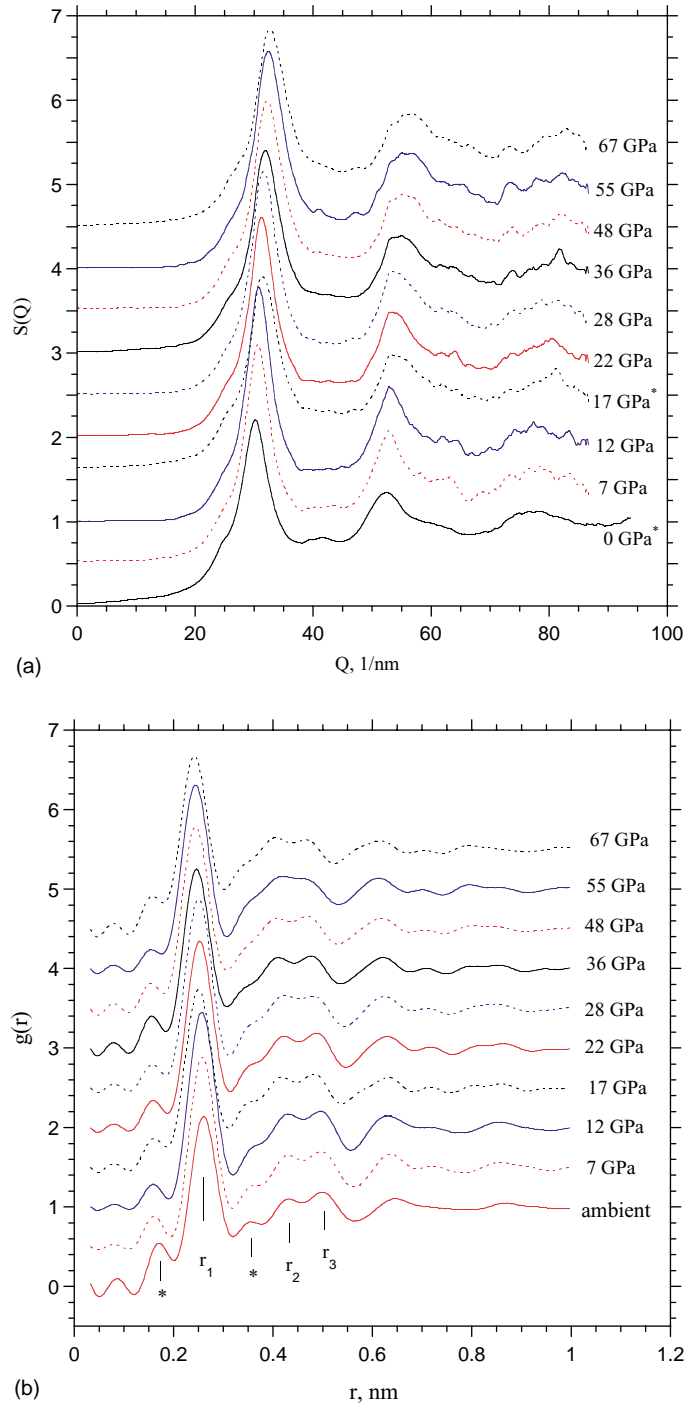 7
6
5
4
3
2
1
0
S(Q)
67 GPa
55 GPa
48 GPa
36 GPa
28 GPa
22 GPa
17 GPa*
12 GPa
7 GPa
0 GPa*
0 20 40 60 80 100
Q, 1/nm
(a)
7
6
5
4
3
2
1
0
g(r)
67 GPa
55 GPa
48 GPa
36 GPa
28 GPa
22 GPa
17 GPa
12 GPa
7 GPa
ambient
* r1 * r2 r3
0 0.2 0.4 0.6 0.8 1 1.2
r, nm
(b)